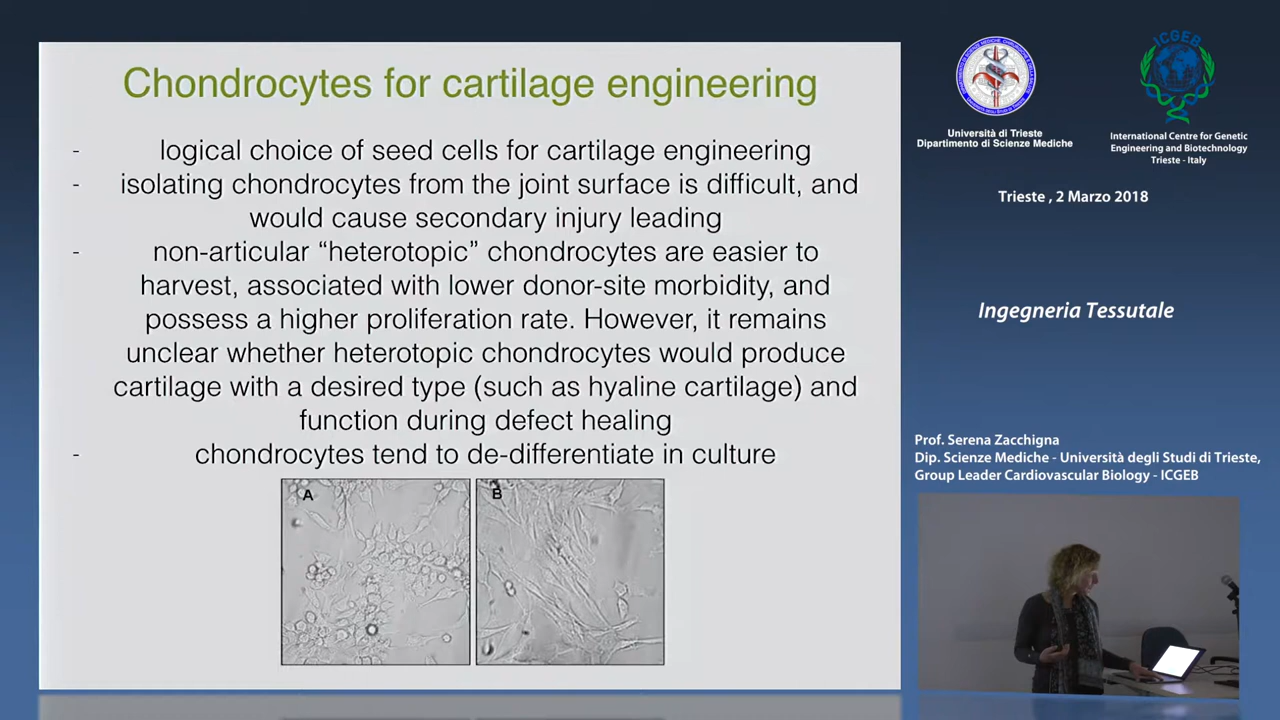 Chondrocytes for cartilage engineering
- logical choice of seed cells for cartilage engineering
- isolating chondrocytes from the joint surface is difficult, and
would cause secondary injury leading
- non-articular “heterotopic” chondrocytes are easier to
harvest, associated with lower donor-site morbidity, and
possess a higher proliferation rate. However, it remains
unclear whether heterotopic chondrocytes would produce
cartilage with a desired type (such as hyaline cartilage) and
function during defect healing
- chondrocytes tend to de-differentiate in culture
A
B
Università di Trieste
Dipartimento di Scienze Mediche
ICGEB
International Centre for Genetic
Engineering and Biotechnology
Trieste - Italy
Trieste , 2 Marzo 2018
Ingegneria Tessutale
Prof. Serena Zacchigna
Dip. Scienze Mediche - Università degli Studi di Trieste,
Group Leader Cardiovascular Biology - ICGEB